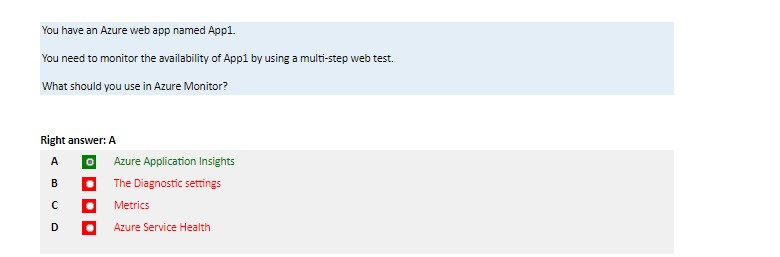 You have an Azure web app named App1.
You need to monitor the availability of App1 by using a multi-step web test.
What should you use in Azure Monitor?
Right answer: A
A Azure Application Insights
B The Diagnostic settings
C Metrics
D Azure Service Health